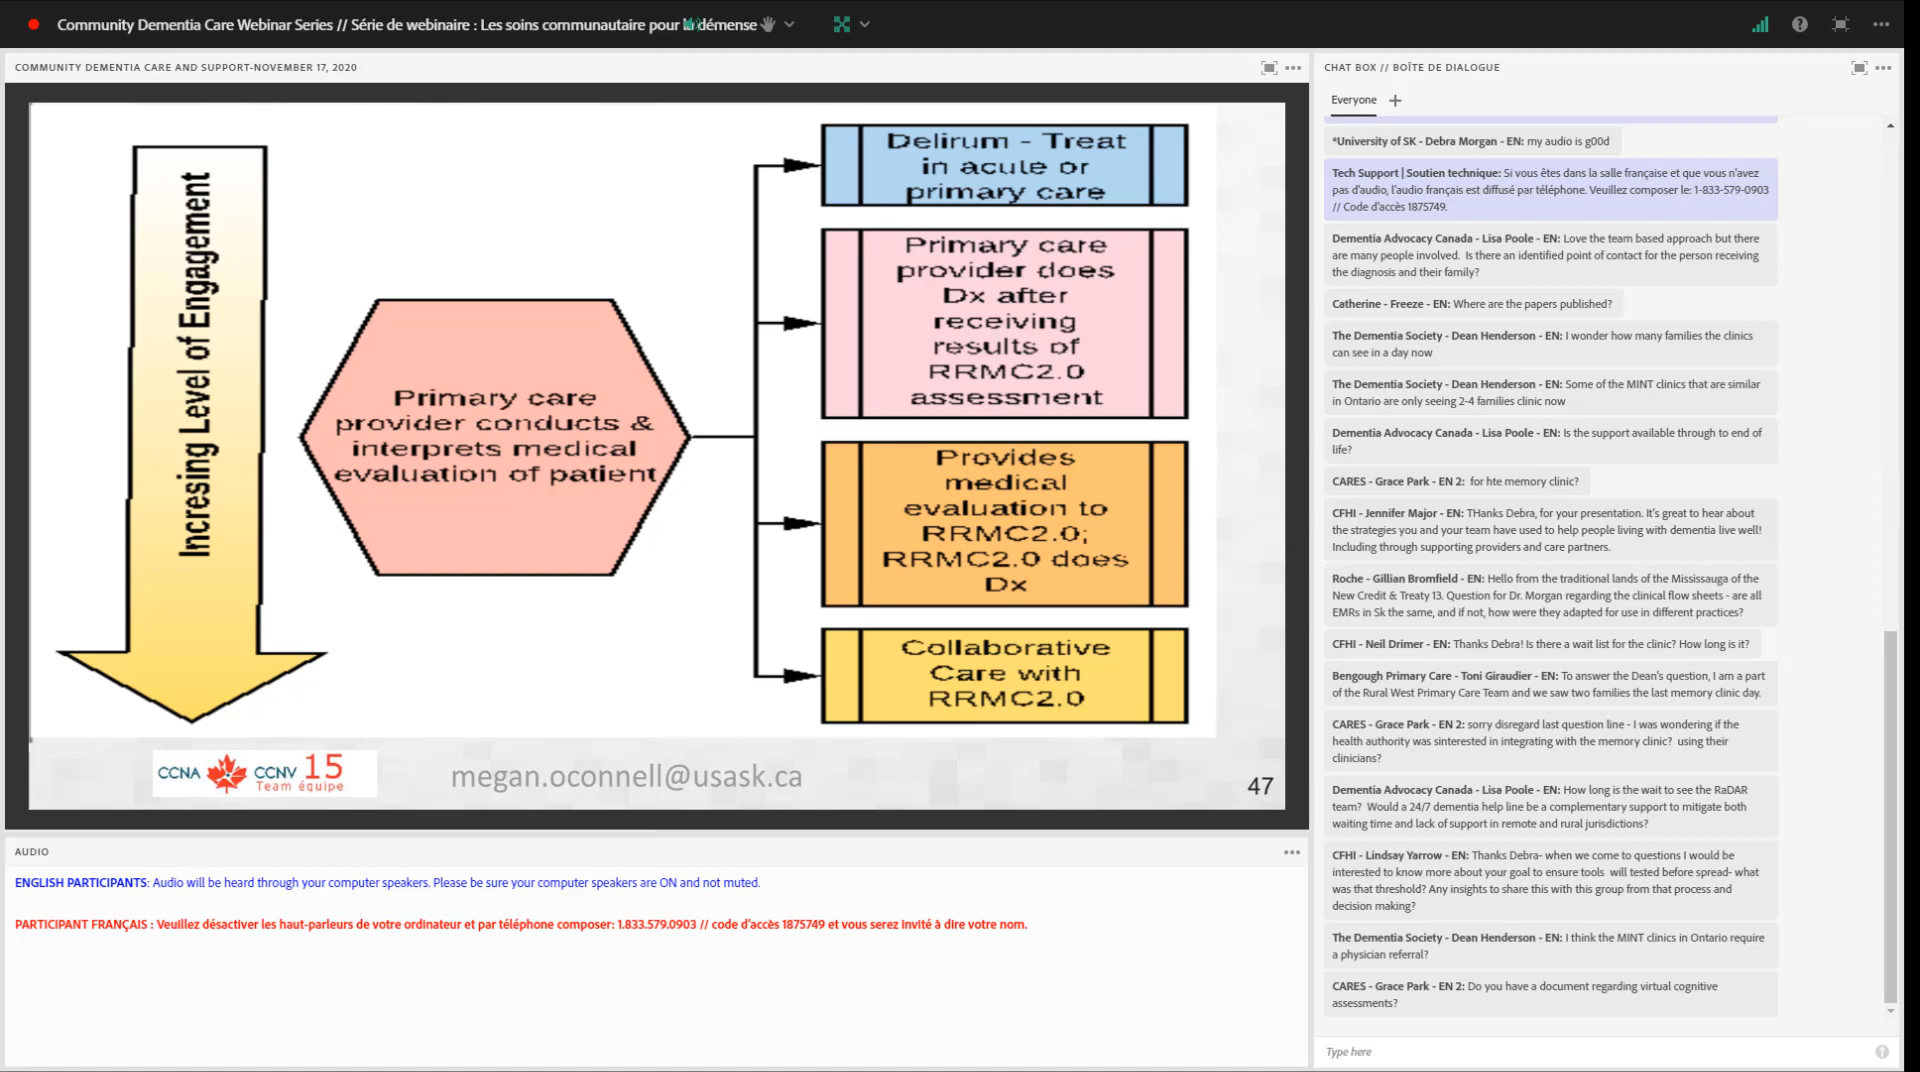 Community Dementia Care Webinar Series // Série de webinaire : Les soins communautaire pour la démense
COMMUNITY DEMENTIA CARE AND SUPPORT-NOVEMBER 17, 2020
Incresing Level of Engagement
Primary care
provider conducts &
interprets medical
evaluation of patient
Delirum - Treat
in acute or
primary care
Primary care
provider does
Dx after
receiving
results of
RRMC2.0
assessment
Provides
medical
evaluation to
RRMC2.0;
RRMC2.0 does
Dx
Collaborative
Care with
RRMC2.0
CCNA CCNV 15
Team équipe
megan.oconnell@usask.ca
47
AUDIO
ENGLISH PARTICIPANTS: Audio will be heard through your computer speakers. Please be sure your computer speakers are ON and not muted.
PARTICIPANT FRANÇAIS : Veuillez désactiver les haut-parleurs de votre ordinateur et par téléphone composer: 1.833.579.0903 // code d'accès 1875749 et vous serez invité à dire votre nom.
CHAT BOX // BOÎTE DE DIALOGUE
Everyone
*University of SK - Debra Morgan - EN: my audio is g00d
Tech Support | Soutien technique: Si vous êtes dans la salle française et que vous n'avez
pas d'audio, l'audio français est diffusé par téléphone. Veuillez composer le: 1-833-579-0903
// Code d'accès 1875749.
Dementia Advocacy Canada - Lisa Poole - EN: Love the team based approach but there
are many people involved. Is there an identified point of contact for the person receiving
the diagnosis and their family?
Catherine - Freeze - EN: Where are the papers published?
The Dementia Society - Dean Henderson - EN: I wonder how many families the clinics
can see in a day now
The Dementia Society - Dean Henderson - EN: Some of the MINT clinics that are similar
in Ontario are only seeing 2-4 families clinic now
Dementia Advocacy Canada - Lisa Poole - EN: Is the support available through to end of
life?
CARES - Grace Park - EN 2: for hte memory clinic?
CFHI - Jennifer Major - EN: THanks Debra, for your presentation. It's great to hear about
the strategies you and your team have used to help people living with dementia live well!
Including through supporting providers and care partners.
Roche - Gillian Bromfield - EN: Hello from the traditional lands of the Mississauga of the
New Credit & Treaty 13. Question for Dr. Morgan regarding the clinical flow sheets - are all
EMRs in Sk the same, and if not, how were they adapted for use in different practices?
CFHI - Neil Drimer - EN: Thanks Debra! Is there a wait list for the clinic? How long is it?
Bengough Primary Care - Toni Giraudier - EN: To answer the Dean's question, I am a part
of the Rural West Primary Care Team and we saw two families the last memory clinic day.
CARES - Grace Park - EN 2: sorry disregard last question line - I was wondering if the
health authority was sinterested in integrating with the memory clinic? using their
clinicians?
Dementia Advocacy Canada - Lisa Poole - EN: How long is the wait to see the RaDAR
team? Would a 24/7 dementia help line be a complementary support to mitigate both
waiting time and lack of support in remote and rural jurisdictions?
CFHI - Lindsay Yarrow - EN: Thanks Debra- when we come to questions I would be
interested to know more about your goal to ensure tools will tested before spread- what
was that threshold? Any insights to share this with this group from that process and
decision making?
The Dementia Society - Dean Henderson - EN: I think the MINT clinics in Ontario require
a physician referral?
CARES - Grace Park - EN 2: Do you have a document regarding virtual cognitive
assessments?
Type here